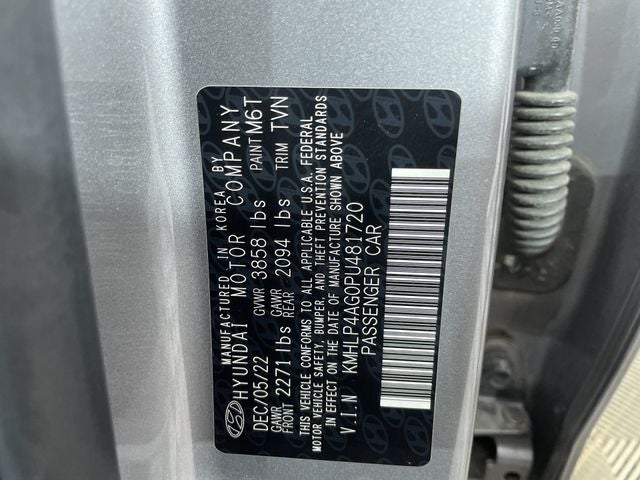 MANUFACTURED IN KOREA BY
HYUNDAI MOTOR COMPANY
DEC/05/22 GVWR 3858 lbs PAINT M6T
GAWR FRONT 2271 lbs GAWR REAR 2094 lbs TRIM TVN
THIS VEHICLE CONFORMS TO ALL APPLICABLE U.S.A. FEDERAL
MOTOR VEHICLE SAFETY, BUMPER, AND THEFT PREVENTION STANDARDS
IN EFFECT ON THE DATE OF MANUFACTURE SHOWN ABOVE
V.I.N KMHLP4AG0PU481720
PASSENGER CAR